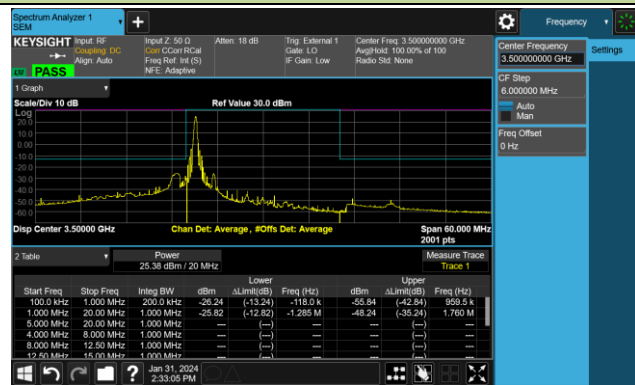 Spectrum Analyzer 1
SEM
+
Frequency
KEYSIGHT
Input: RF
Coupling: DC
Align: Auto
Input Z: 50 Ω
Corr CCorr RCal
Freq Ref: Int (S)
NFE: Adaptive
Atten: 18 dB
Trig: External 1
Gate: LO
IF Gain: Low
Center Freq: 3.500000000 GHz
Avg|Hold: 100.00% of 100
Radio Std: None
PASS
Center Frequency
3.500000000 GHz
Settings
CF Step
6.000000 MHz
Auto
Man
Freq Offset
0 Hz
1 Graph
Scale/Div 10 dB
Ref Value 30.0 dBm
Log
20.0
10.0
0.00
-10.0
-20.0
-30.0
-40.0
-50.0
-60.0
Disp Center 3.50000 GHz
Chan Det: Average, #Offs Det: Average
Span 60.000 MHz
2001 pts
2 Table
Power
25.38 dBm / 20 MHz
Measure Trace
Trace 1
Lower Upper
Start Freq Stop Freq Integ BW dBm ΔLimit(dB) Freq (Hz) dBm ΔLimit(dB) Freq (Hz)
100.0 kHz 1.000 MHz 200.0 kHz -26.24 (-13.24) -118.0 k -55.84 (-42.84) 959.5 k
1.000 MHz 20.00 MHz 1.000 MHz -25.82 (-12.82) -1.285 M -48.24 (-35.24) 1.760 M
5.000 MHz 20.00 MHz 1.000 MHz --- (---) --- --- (---) ---
4.000 MHz 8.000 MHz 1.000 MHz --- (---) --- --- (---) ---
8.000 MHz 12.50 MHz 1.000 MHz --- (---) --- --- (---) ---
12.50 MHz 15.00 MHz 1.000 MHz --- (---) --- --- (---) ---
?
Jan 31, 2024
2:33:05 PM